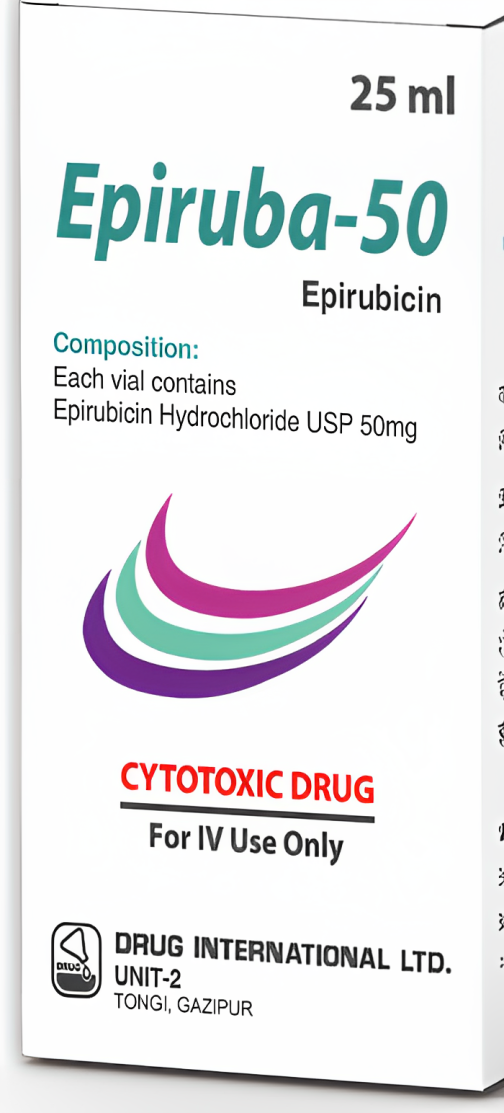 25 ml
Epiruba-50
Epirubicin
Composition:
Each vial contains
Epirubicin Hydrochloride USP 50mg
CYTOTOXIC DRUG
For IV Use Only
DRUG
DRUG INTERNATIONAL LTD.
UNIT-2
TONGI, GAZIPUR